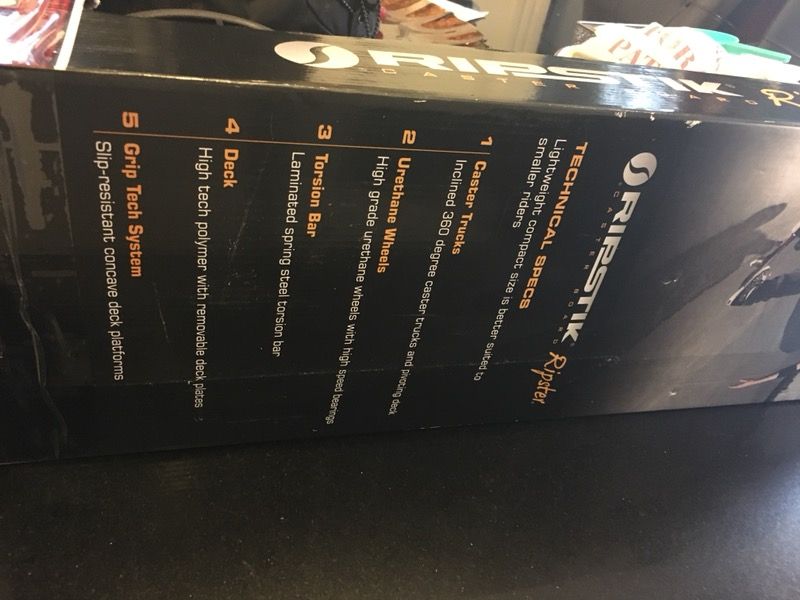 RIPSTIK
CASTER BOARD
R
FOR
PAT
RIPSTIK
CASTER BOARD Ripster
TECHNICAL SPECS
Lightweight compact size is better suited to
smaller riders
1 Caster Trucks
Inclined 360 degree caster trucks and pivoting deck
2 Urethane Wheels
High grade urethane wheels with high speed bearings
3 Torsion Bar
Laminated spring steel torsion bar
4 Deck
High tech polymer with removable deck plates
5 Grip Tech System
Slip-resistant concave deck platforms